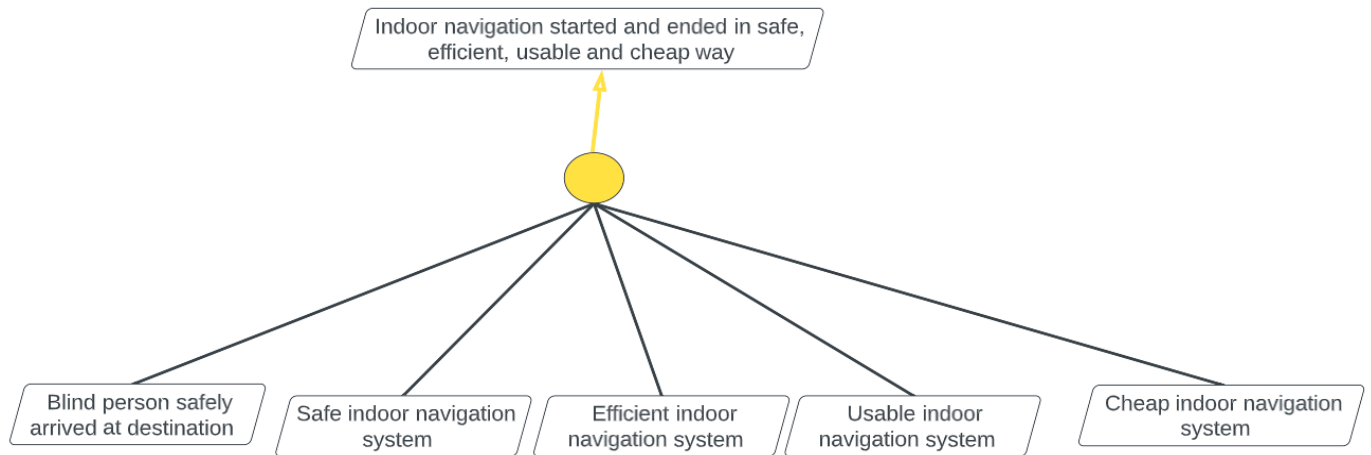 Indoor navigation started and ended in safe,
efficient, usable and cheap way
Blind person safely
arrived at destination
Safe indoor navigation
system
Efficient indoor
navigation system
Usable indoor
navigation system
Cheap indoor navigation
system